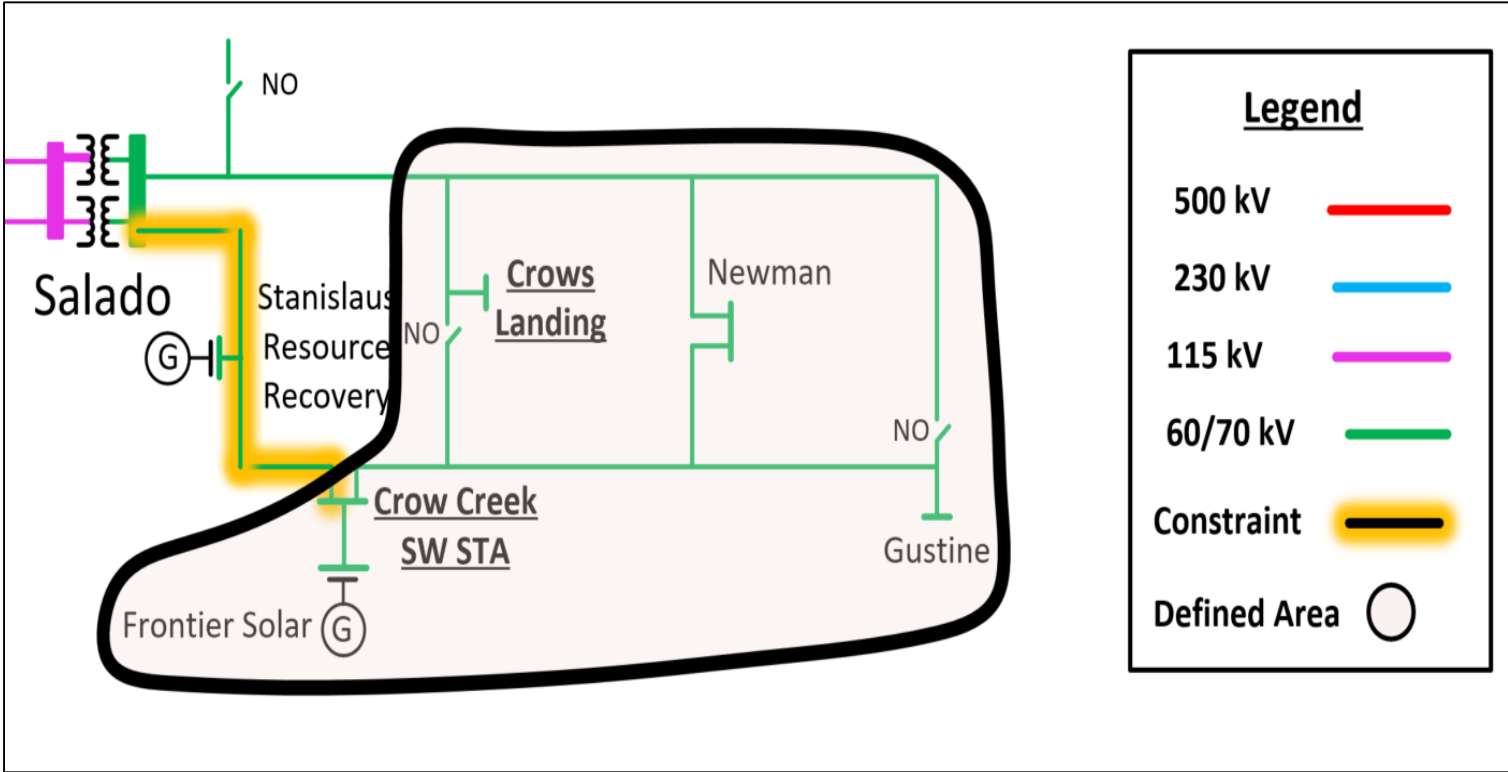 NO
Salado
Stanislaus
Resource
Recovery
G
NO
Crows
Landing
Newman
NO
Crow Creek
SW STA
Gustine
Frontier Solar
G
Legend
500 kV
230 kV
115 kV
60/70 kV
Constraint
Defined Area